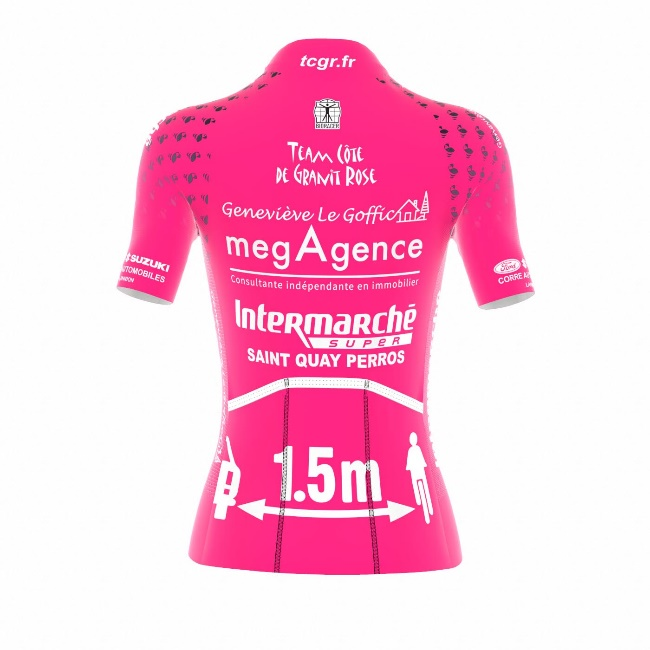 tcgr.fr
BIORACER
TEAM CÔTE
DE GRANIT ROSE
Geneviève Le Goffic
megAgence
Consultante indépendante en immobilier
Intermarché
SUPER
SAINT QUAY PERROS
SUZUKI
AUTOMOBILES
Ford
CORRE A
1.5m